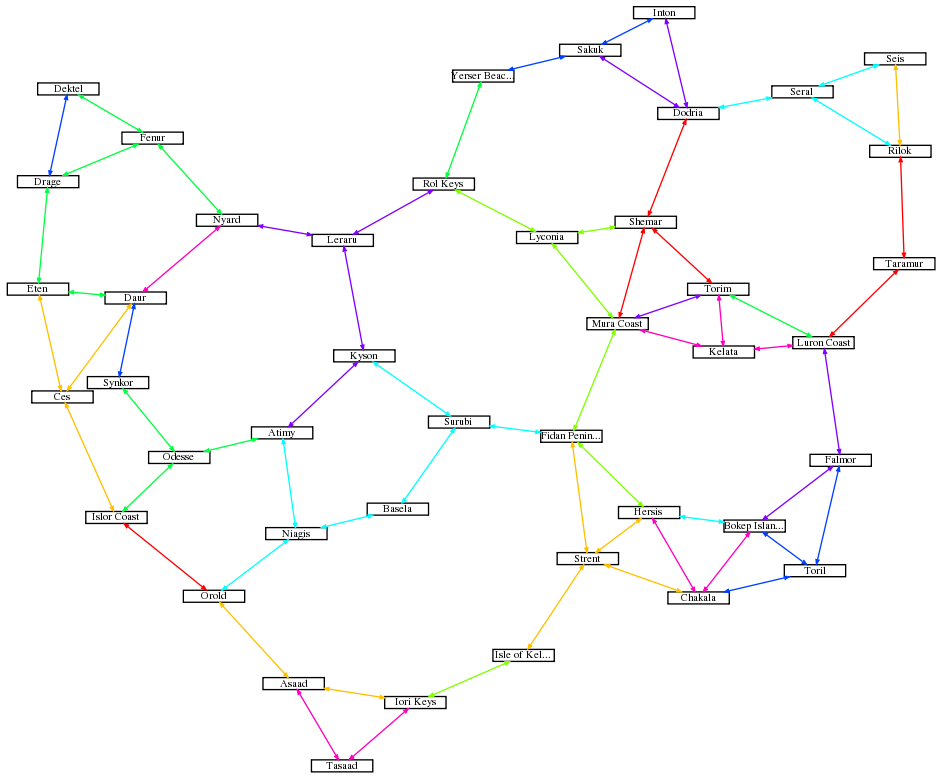 Inton
Sakuk
Seis
Yerser Beac...
Dektel
Seral
Dodria
Fenur
Rilok
Drage
Rol Keys
Nyard
Shemar
Leraru
Lyconia
Taramur
Eten
Torim
Daur
Mura Coast
Luron Coast
Kelata
Kyson
Synkor
Ces
Surubi
Atimy
Fidan Penin...
Odesse
Falmor
Basela
Hersis
Islor Coast
Bokep Islan...
Niagis
Strent
Toril
Orold
Chakala
Isle of Kel...
Asaad
Iori Keys
Tasaad